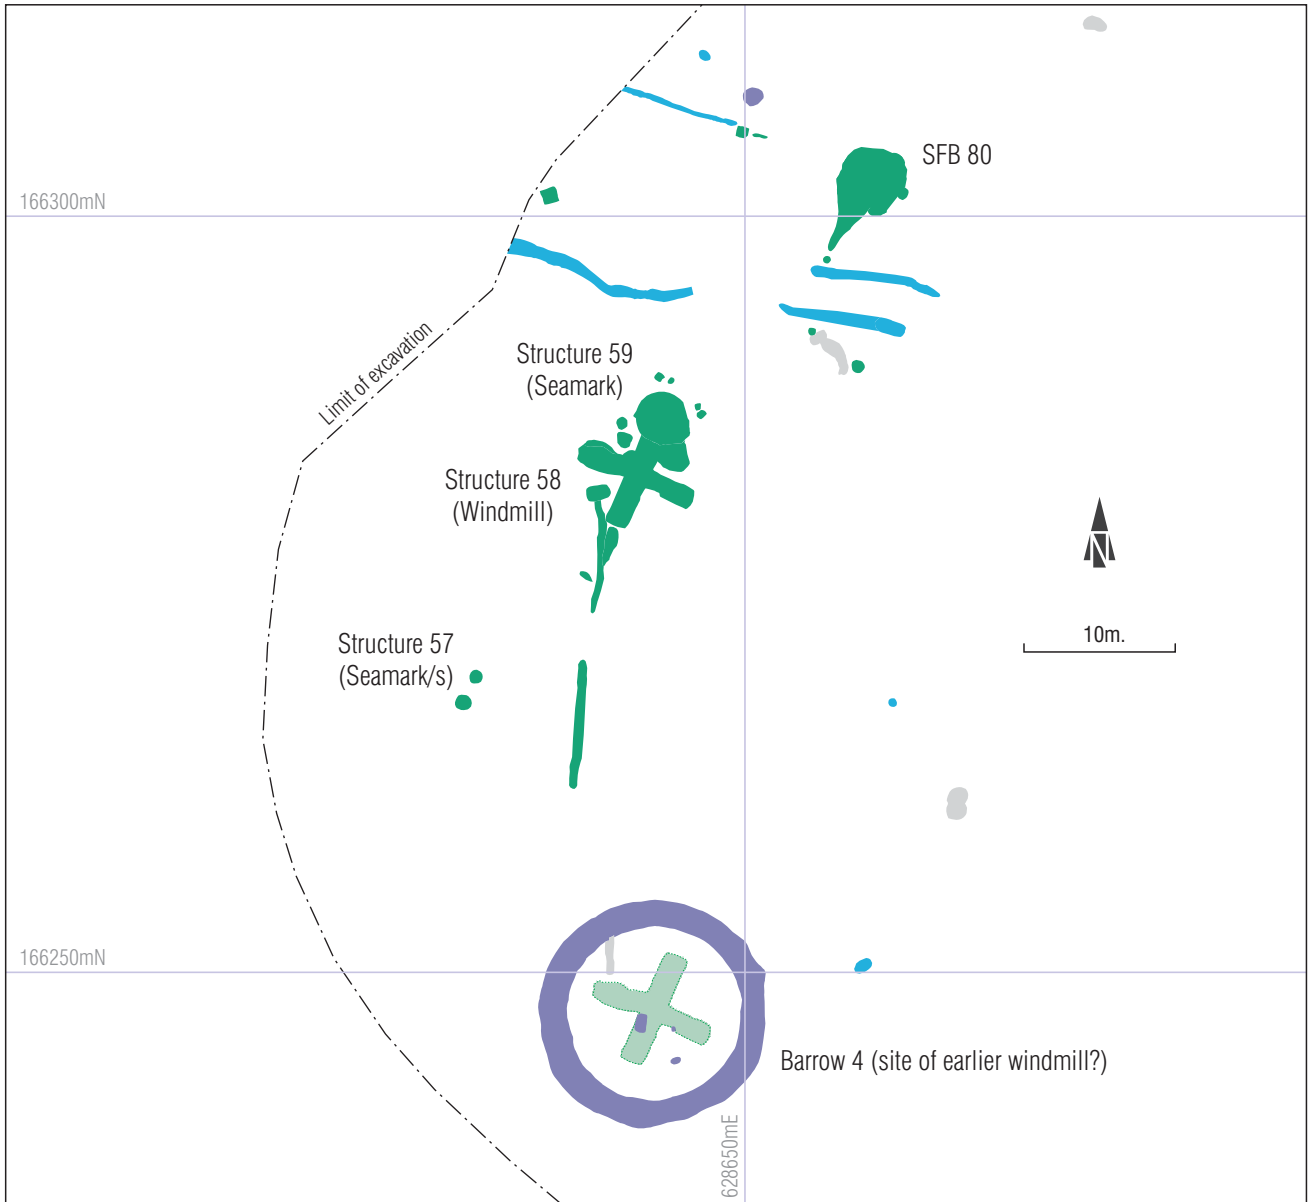 SFB 80
166300mN
Limit of excavation
Structure 59
(Seamark)
Structure 58
(Windmill)
N
10m.
Structure 57
(Seamark/s)
166250mN
Barrow 4 (site of earlier windmill?)
628650mE